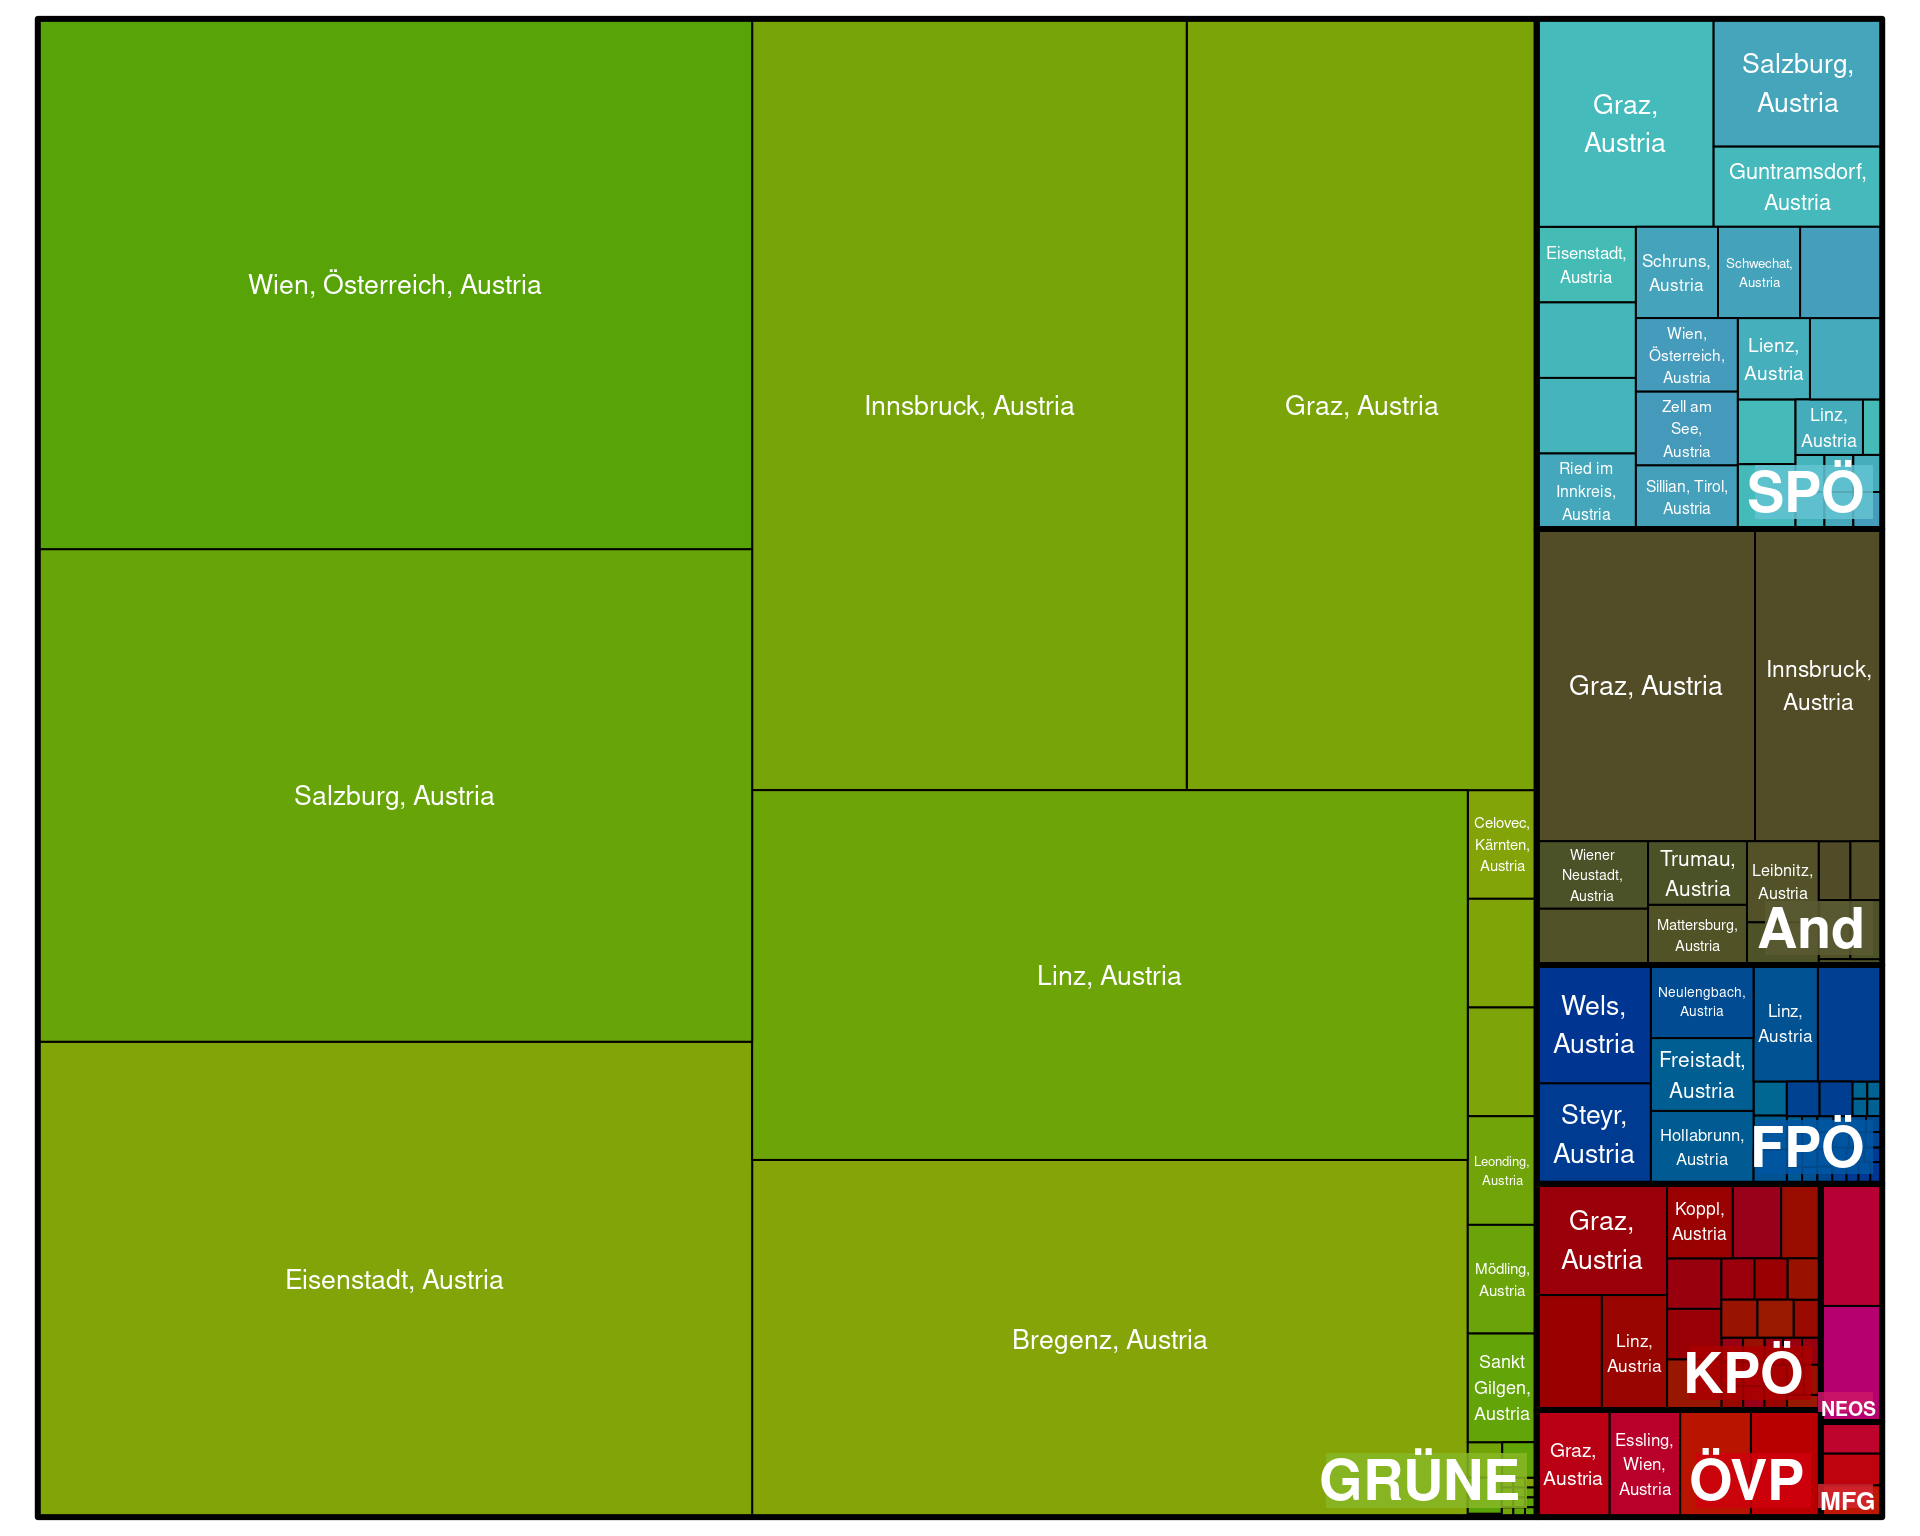 Wien, Österreich, Austria
Salzburg, Austria
Eisenstadt, Austria
Innsbruck, Austria
Graz, Austria
Linz, Austria
Bregenz, Austria
Celovec,
Kärnten,
Austria
Leonding,
Austria
Mödling,
Austria
Sankt
Gilgen,
Austria
GRÜNE
Graz,
Austria
Salzburg,
Austria
Guntramsdorf,
Austria
Eisenstadt,
Austria
Schruns,
Austria
Schwechat,
Austria
Wien,
Österreich,
Austria
Lienz,
Austria
Zell am
See,
Austria
Linz,
Austria
Ried im
Innkreis,
Austria
Sillian, Tirol,
Austria
SPÖ
Graz, Austria
Innsbruck,
Austria
Wiener
Neustadt,
Austria
Trumau,
Austria
Leibnitz,
Austria
Mattersburg,
Austria
And
Wels,
Austria
Neulengbach,
Austria
Linz,
Austria
Freistadt,
Austria
Steyr,
Austria
Hollabrunn,
Austria
FPÖ
Graz,
Austria
Koppl,
Austria
Linz,
Austria
KPÖ
NEOS
Graz,
Austria
Essling,
Wien,
Austria
ÖVP
MFG